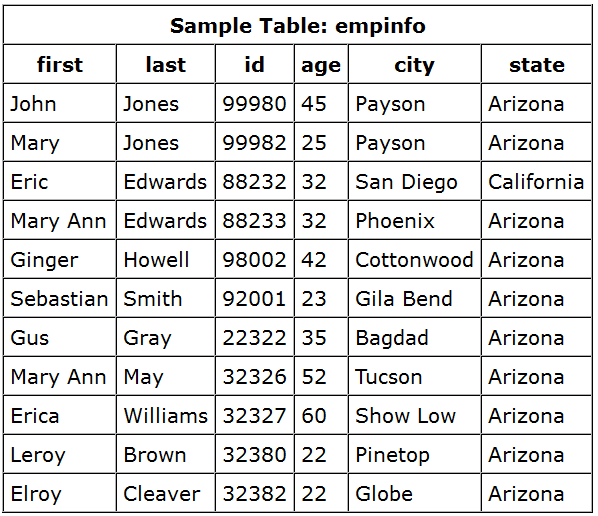 Sample Table: empinfo
first last id age city state
John Jones 99980 45 Payson Arizona
Mary Jones 99982 25 Payson Arizona
Eric Edwards 88232 32 San Diego California
Mary Ann Edwards 88233 32 Phoenix Arizona
Ginger Howell 98002 42 Cottonwood Arizona
Sebastian Smith 92001 23 Gila Bend Arizona
Gus Gray 22322 35 Bagdad Arizona
Mary Ann May 32326 52 Tucson Arizona
Erica Williams 32327 60 Show Low Arizona
Leroy Brown 32380 22 Pinetop Arizona
Elroy Cleaver 32382 22 Globe Arizona